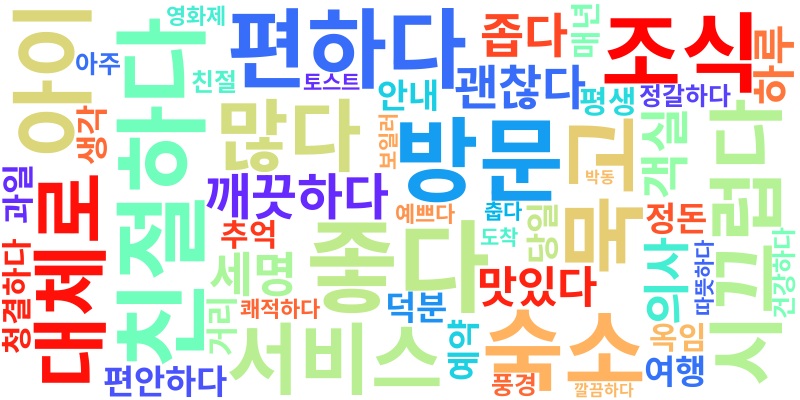 영화제
아이
아주
친절하다
친절
편하다
토스트
좁다
매년
조식
하루
괜찮다
안내
평생
정갈하다
많다
보일러
방문
묵고
박동
객실
시끄럽다
생각
과일
대체로
깨끗하다
예쁘다
춥다
도착
당일
정돈
추억
세명
좋다
맛있다
의사
따뜻하다
건강하다
청결하다
거리
쾌적하다
덕분
서비스
예약
숙소
웃음
여행
편안하다
풍경
깔끔하다